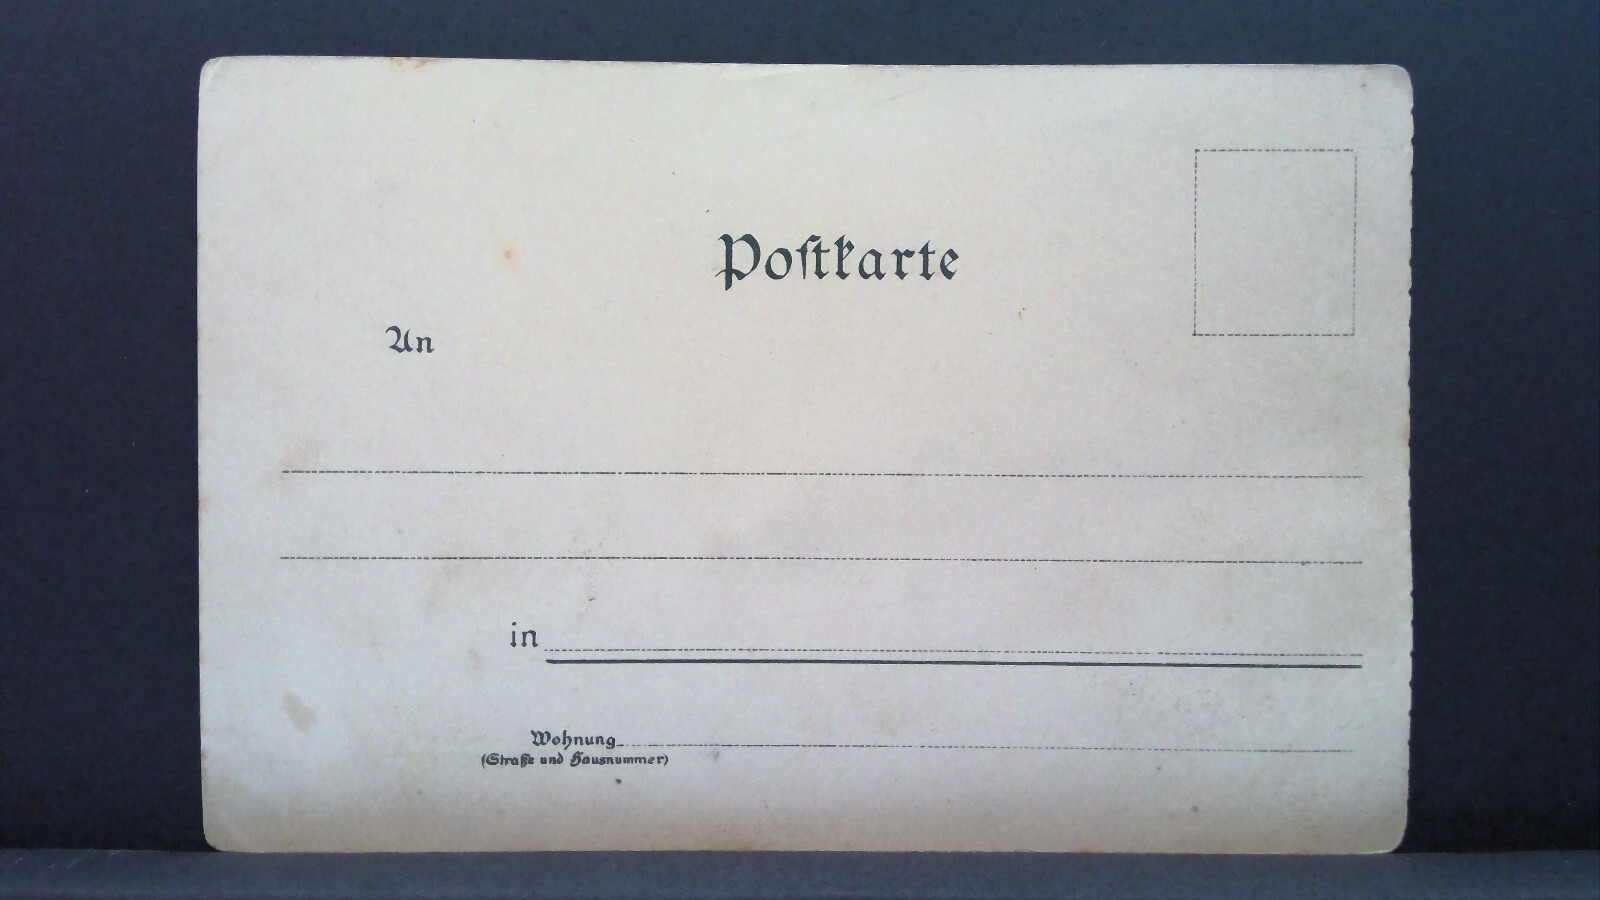 Poſtkarte
An
in
Wohnung
(Straße und Hausnummer)